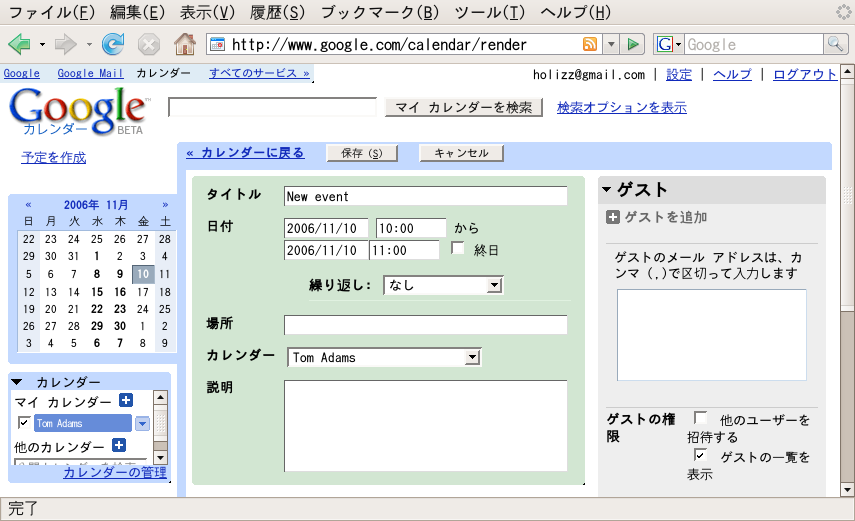 ファイル(F) 編集(E) 表示(V) 履歴(S) ブックマーク(B) ツール(T) ヘルプ(H)
http://www.google.com/calendar/render
Google
Google Google Mail カレンダー すべてのサービス »
holizz@gmail.com | 設定 | ヘルプ | ログアウト
Google
カレンダー BETA
マイ カレンダーを検索
検索オプションを表示
予定を作成
« カレンダーに戻る 保存 (S) キャンセル
« 2006年 11月 »
日 月 火 水 木 金 土
22 23 24 25 26 27 28
29 30 31 1 2 3 4
5 6 7 8 9 10 11
12 13 14 15 16 17 18
19 20 21 22 23 24 25
26 27 28 29 30 1 2
3 4 5 6 7 8 9
カレンダー
マイ カレンダー
Tom Adams
他のカレンダー
カレンダーの管理
タイトル New event
日付 2006/11/10 10:00 から
2006/11/10 11:00 終日
繰り返し: なし
場所
カレンダー Tom Adams
説明
ゲスト
ゲストを追加
ゲストのメール アドレスは、カ
ンマ (,)で区切って入力します
ゲストの権
限
他のユーザーを
招待する
ゲストの一覧を
表示
完了